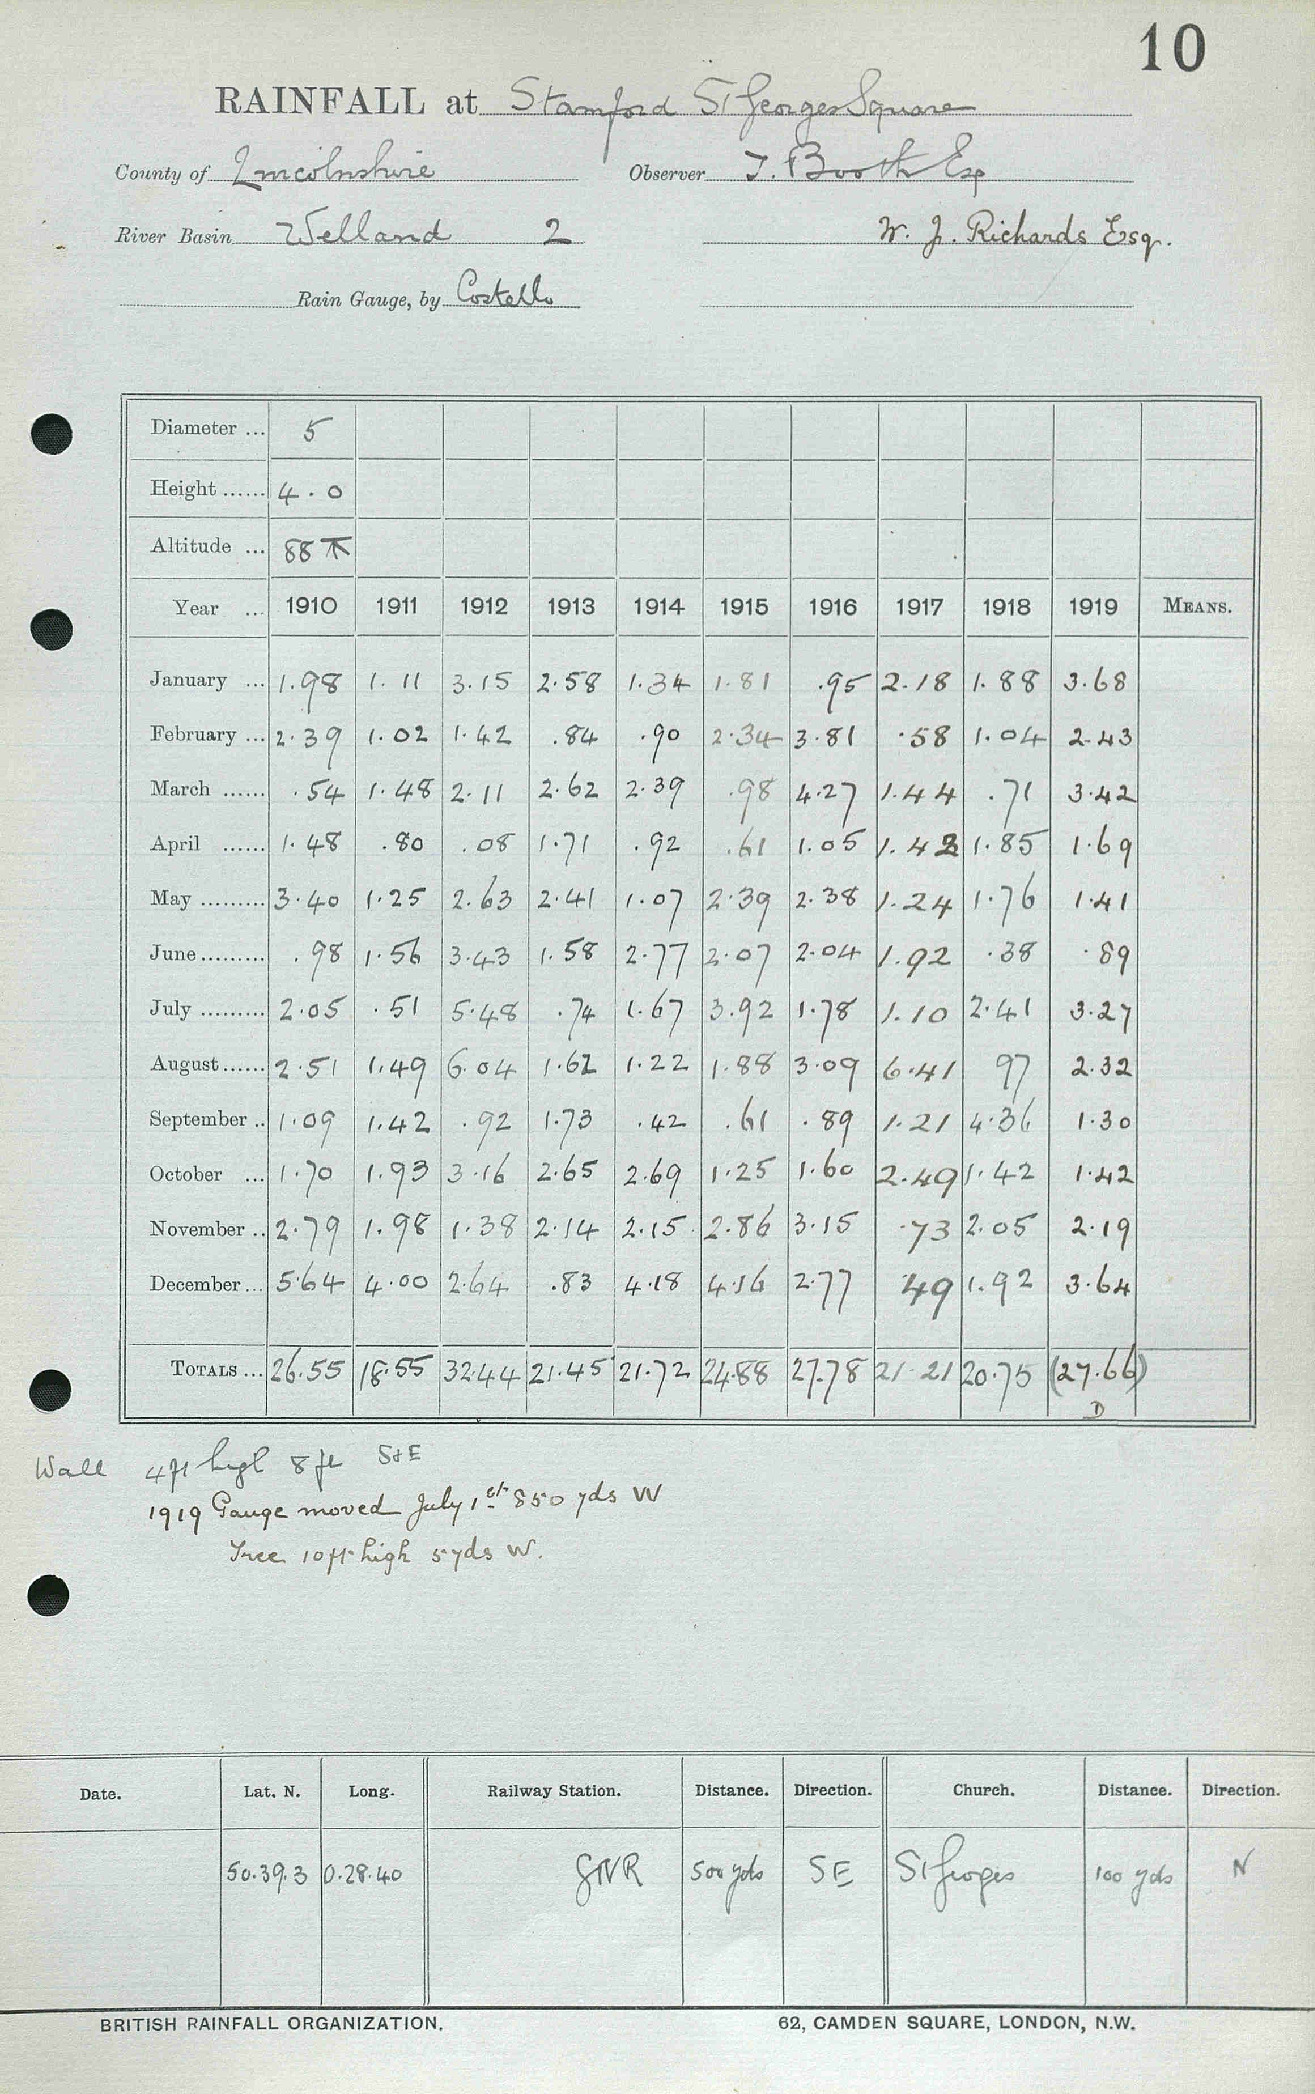 10
RAINFALL at Stamford St Georges Square
County of Lincolnshire Observer T. Booth Esq
River Basin Welland 2 W. J. Richards Esq.
Rain Gauge, by Costello
Diameter ... 5
Height ...... 4.0
Altitude ... 88
Year ... 1910 1911 1912 1913 1914 1915 1916 1917 1918 1919 MEANS.
January ... 1.98 1.11 3.15 2.58 1.34 1.81 .95 2.18 1.88 3.68
February ... 2.39 1.02 1.42 .84 .90 2.34 3.81 .58 1.04 2.43
March ...... .54 1.48 2.11 2.62 2.39 .98 4.27 1.44 .71 3.42
April ...... 1.48 .80 .08 1.71 .92 .61 1.05 1.42 1.85 1.69
May ......... 3.40 1.25 2.63 2.41 1.07 2.39 2.38 1.24 1.76 1.41
June ......... .98 1.56 3.43 1.58 2.77 2.07 2.04 1.92 .38 .89
July ......... 2.05 .51 5.48 .74 1.67 3.92 1.78 1.10 2.41 3.27
August ...... 2.51 1.49 6.04 1.62 1.22 1.88 3.09 6.41 97 2.32
September .. 1.09 1.42 .92 1.73 .42 .61 .89 1.21 4.36 1.30
October ... 1.70 1.93 3.16 2.65 2.69 1.25 1.60 2.49 1.42 1.42
November .. 2.79 1.98 1.38 2.14 2.15 2.86 3.15 .73 2.05 2.19
December ... 5.64 4.00 2.64 .83 4.18 4.16 2.77 .49 1.92 3.64
TOTALS ... 26.55 18.55 32.44 21.45 21.72 24.88 27.78 21.21 20.75 (27.66)
D
Wall 4ft high 8 ft S & E
1919 Gauge moved July 1st 850 yds W
Tree 10 ft high 5 yds W.
Date. Lat. N. Long. Railway Station. Distance. Direction. Church. Distance. Direction.
50.39.3 0.28.40 GNR 500 yds SE St Georges 100 yds N
BRITISH RAINFALL ORGANIZATION. 62, CAMDEN SQUARE, LONDON, N.W.